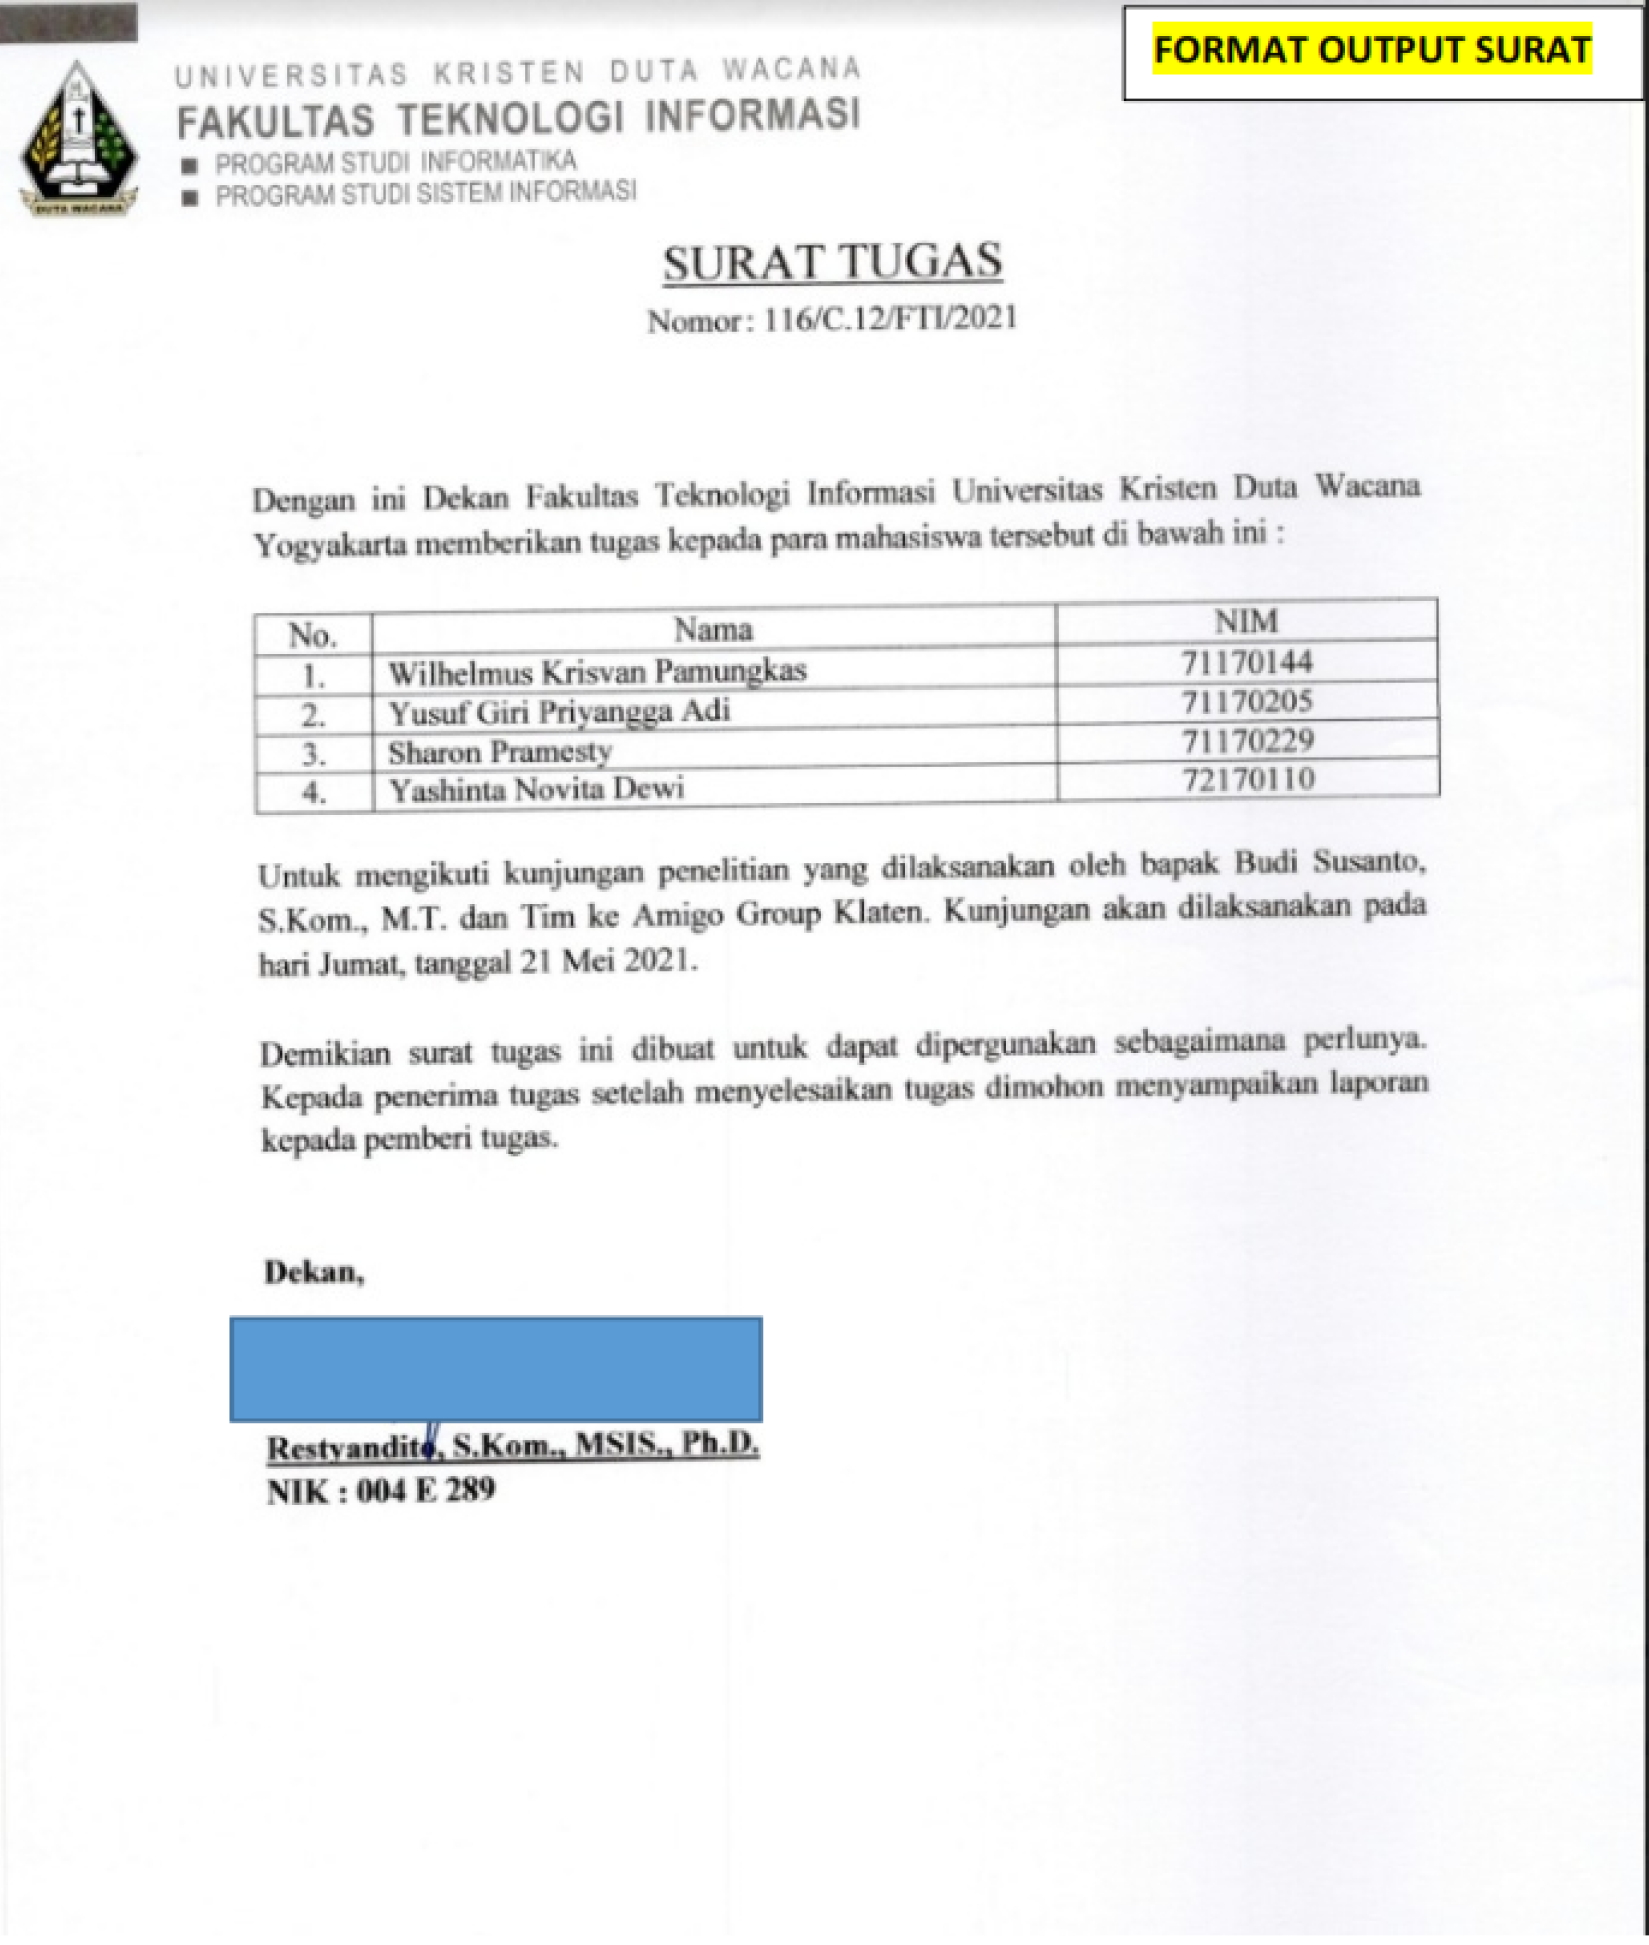 FORMAT OUTPUT SURAT
UNIVERSITAS KRISTEN DUTA WACANA
FAKULTAS TEKNOLOGI INFORMASI
■ PROGRAM STUDI INFORMATIKA
■ PROGRAM STUDI SISTEM INFORMASI
DUTA WACANA
SURAT TUGAS
Nomor : 116/C.12/FTI/2021
Dengan ini Dekan Fakultas Teknologi Informasi Universitas Kristen Duta Wacana
Yogyakarta memberikan tugas kepada para mahasiswa tersebut di bawah ini :
No. Nama NIM
1. Wilhelmus Krisvan Pamungkas 71170144
2. Yusuf Giri Priyangga Adi 71170205
3. Sharon Pramesty 71170229
4. Yashinta Novita Dewi 72170110
Untuk mengikuti kunjungan penelitian yang dilaksanakan oleh bapak Budi Susanto,
S.Kom., M.T. dan Tim ke Amigo Group Klaten. Kunjungan akan dilaksanakan pada
hari Jumat, tanggal 21 Mei 2021.
Demikian surat tugas ini dibuat untuk dapat dipergunakan sebagaimana perlunya.
Kepada penerima tugas setelah menyelesaikan tugas dimohon menyampaikan laporan
kepada pemberi tugas.
Dekan,
Restyandito, S.Kom., MSIS., Ph.D.
NIK : 004 E 289